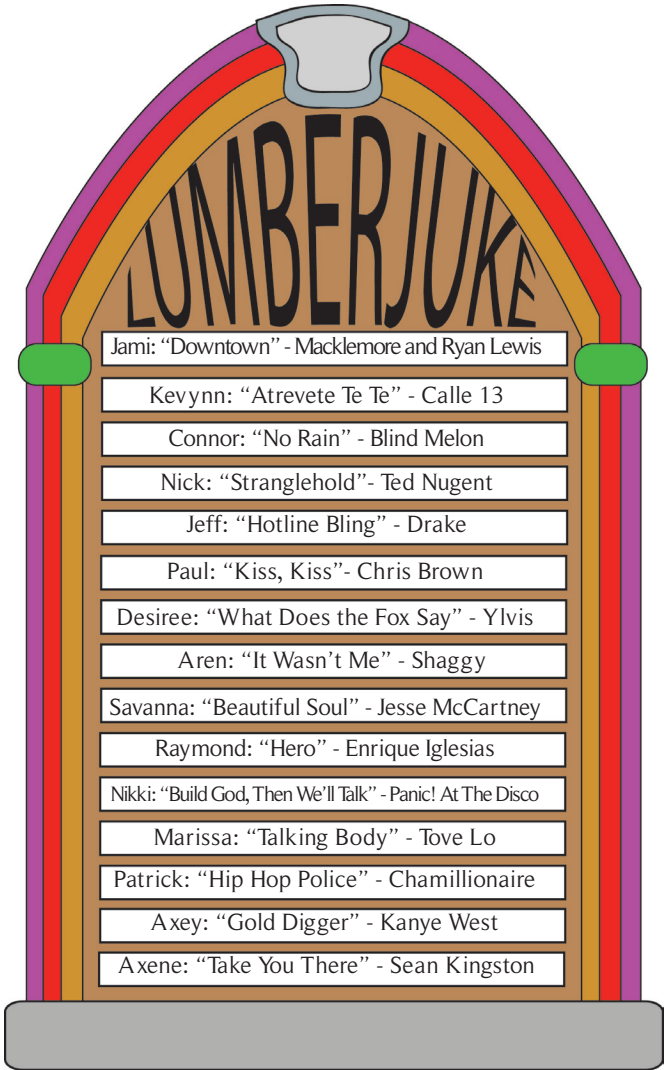 LUMBERJUKE
Jami: “Downtown” - Macklemore and Ryan Lewis
Kevynn: “Atrevete Te Te” - Calle 13
Connor: “No Rain” - Blind Melon
Nick: “Stranglehold”- Ted Nugent
Jeff: “Hotline Bling” - Drake
Paul: “Kiss, Kiss”- Chris Brown
Desiree: “What Does the Fox Say” - Ylvis
Aren: “It Wasn’t Me” - Shaggy
Savanna: “Beautiful Soul” - Jesse McCartney
Raymond: “Hero” - Enrique Iglesias
Nikki: “Build God, Then We’ll Talk” - Panic! At The Disco
Marissa: “Talking Body” - Tove Lo
Patrick: “Hip Hop Police” - Chamillionaire
Axey: “Gold Digger” - Kanye West
Axene: “Take You There” - Sean Kingston